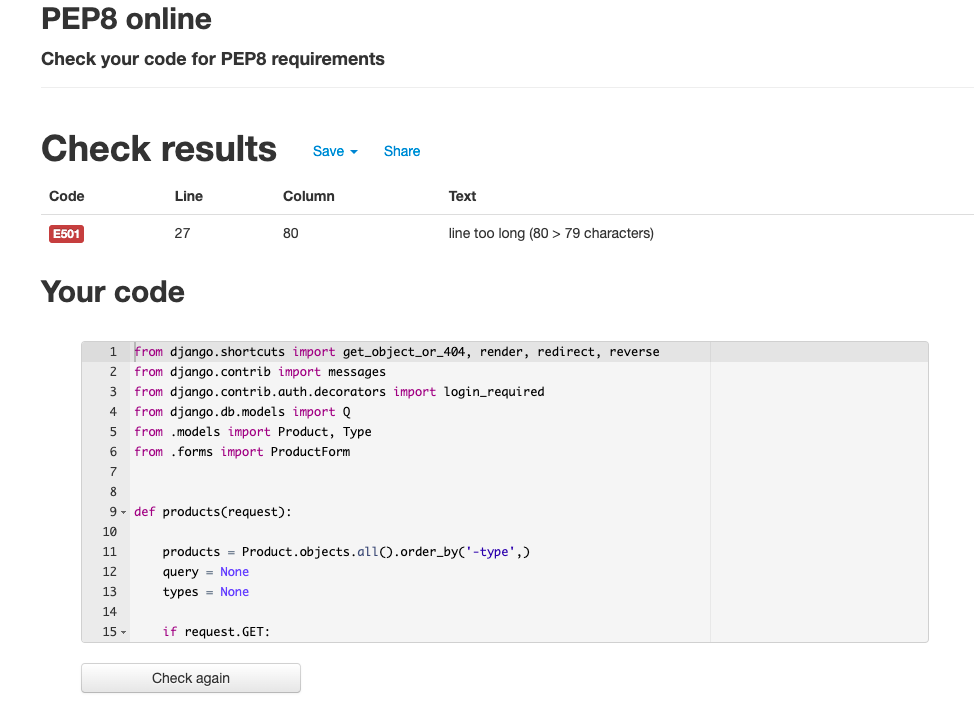 PEP8 online
Check your code for PEP8 requirements
Check results Save Share
Code Line Column Text
E501 27 80 line too long (80 > 79 characters)
Your code
1 from django.shortcuts import get_object_or_404, render, redirect, reverse
2 from django.contrib import messages
3 from django.contrib.auth.decorators import login_required
4 from django.db.models import Q
5 from .models import Product, Type
6 from .forms import ProductForm
7
8
9 def products(request):
10
11     products = Product.objects.all().order_by('-type',)
12     query = None
13     types = None
14
15     if request.GET:
Check again